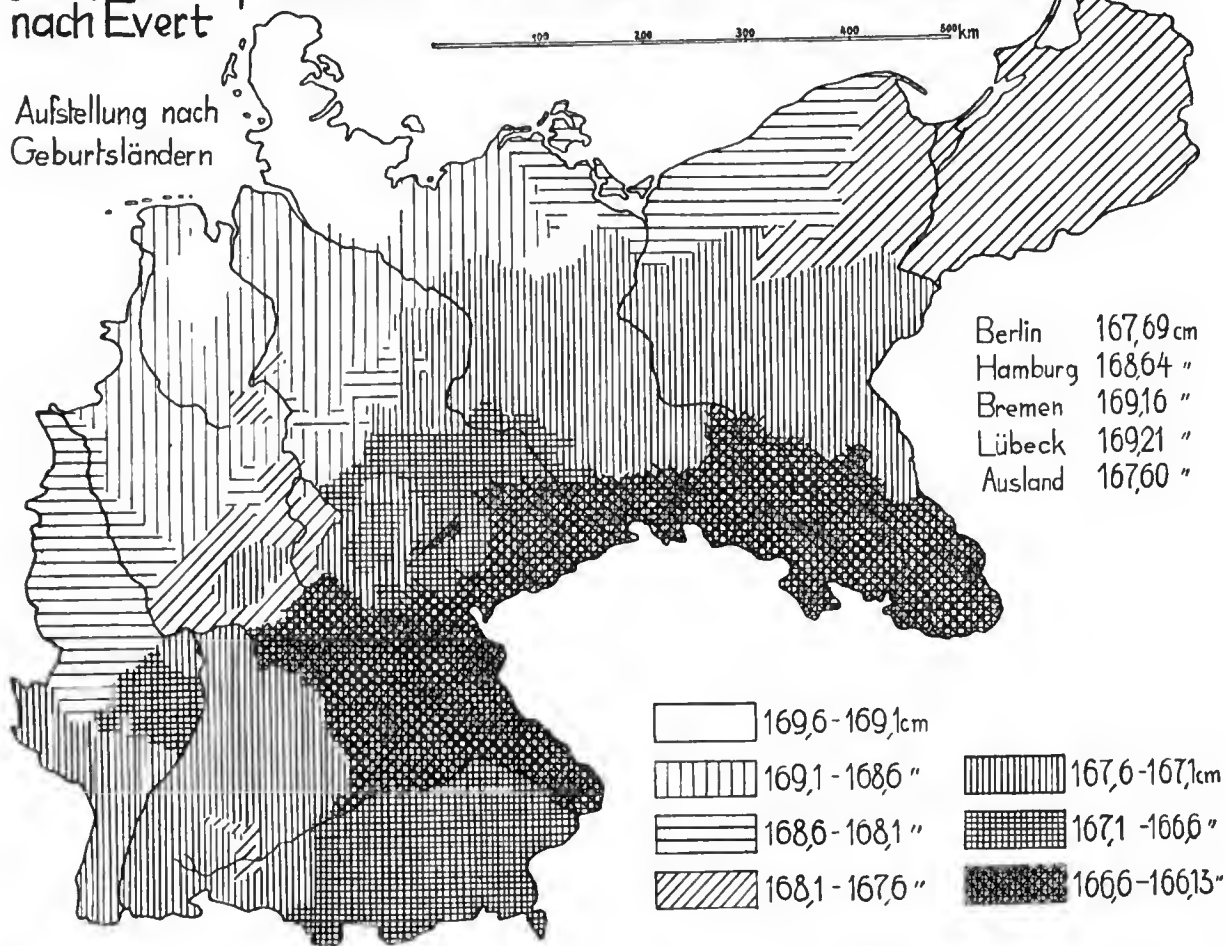 nach Evert
Aufstellung nach
Geburtsländern
100 200 300 400 500 km
Berlin 167,69 cm
Hamburg 168,64 "
Bremen 169,16 "
Lübeck 169,21 "
Ausland 167,60 "
169,6 - 169,1 cm
169,1 - 168,6 "
168,6 - 168,1 "
168,1 - 167,6 "
167,6 - 167,1 cm
167,1 - 166,6 "
166,6 - 166,13 "